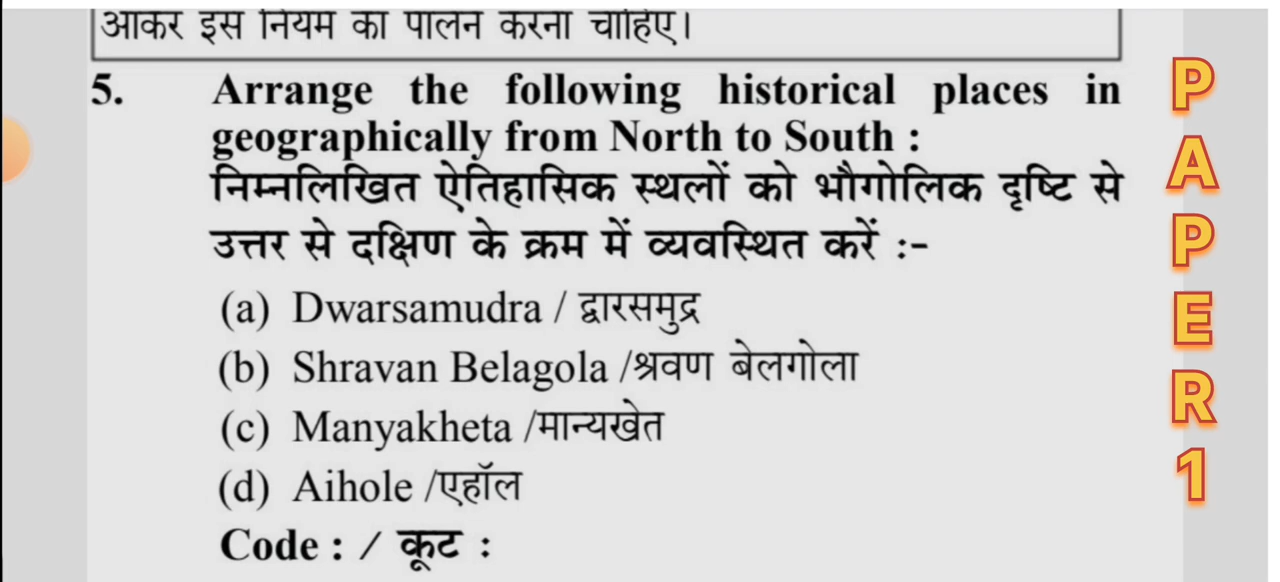 आकर इस नियम का पालन करना चाहिए।
5. Arrange the following historical places in
geographically from North to South :
निम्नलिखित ऐतिहासिक स्थलों को भौगोलिक दृष्टि से
उत्तर से दक्षिण के क्रम में व्यवस्थित करें :-
(a) Dwarsamudra / द्वारसमुद्र
(b) Shravan Belagola /श्रवण बेलगोला
(c) Manyakheta /मान्यखेत
(d) Aihole /एहॉल
Code : / कूट :
PAPER1